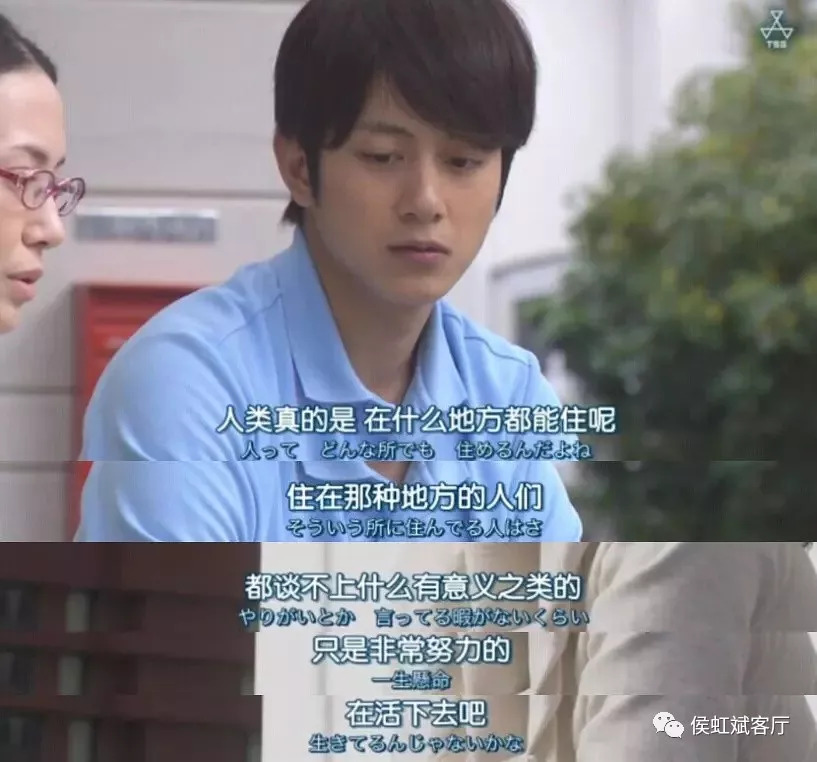 TBS
人类真的是 在什么地方都能住呢
人って どんな所でも 住めるんだよね
住在那种地方的人们
そういう所に住んでる人はさ
都谈不上什么有意义之类的
やりがいとか 言ってる暇がないくらい
只是非常努力的
一生懸命
在活下去吧
生きてるんじゃないかな
侯虹斌客厅